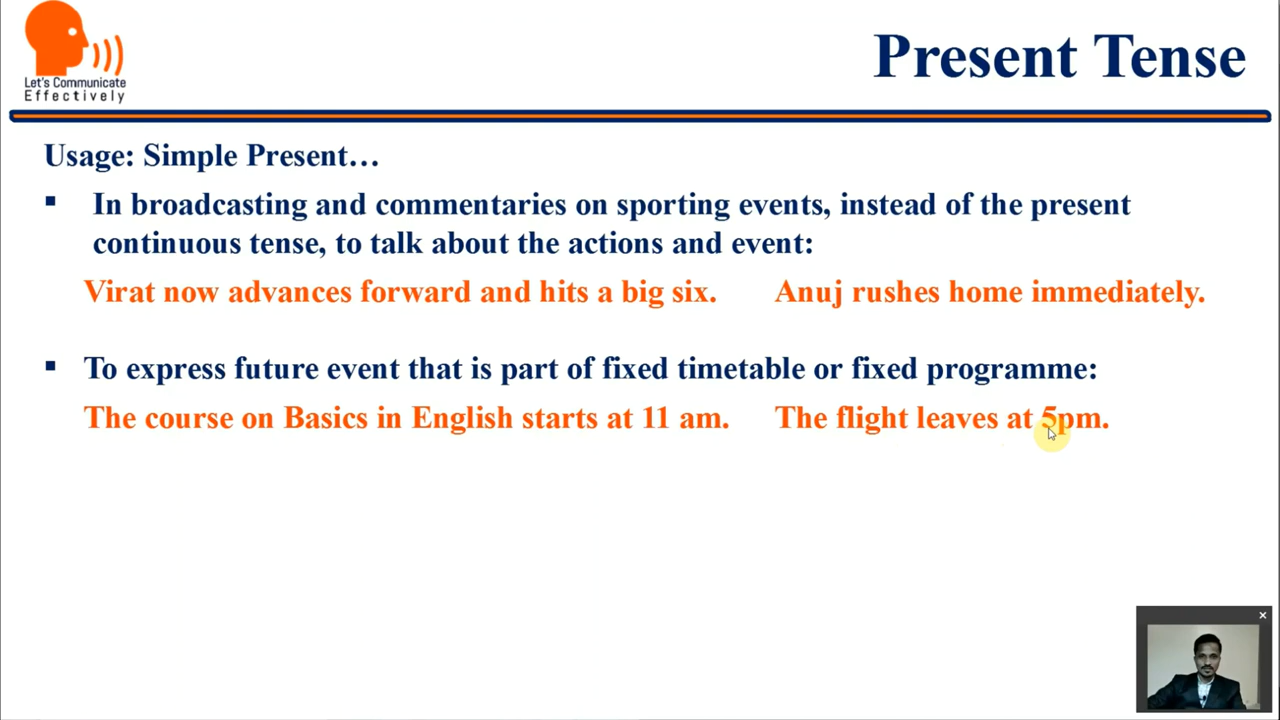 Let's Communicate
Effectively
Present Tense
Usage: Simple Present…
▪ In broadcasting and commentaries on sporting events, instead of the present
continuous tense, to talk about the actions and event:
Virat now advances forward and hits a big six. Anuj rushes home immediately.
▪ To express future event that is part of fixed timetable or fixed programme:
The course on Basics in English starts at 11 am. The flight leaves at 5pm.